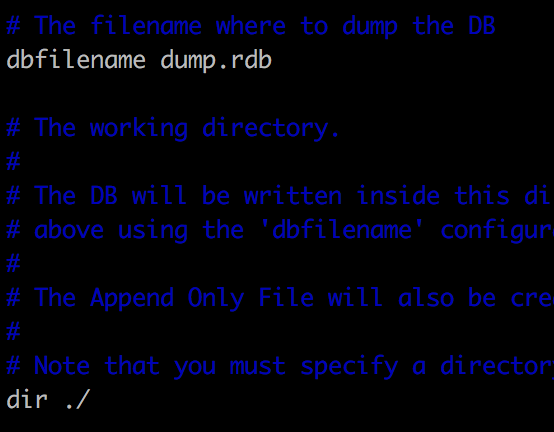 # The filename where to dump the DB
dbfilename dump.rdb
# The working directory.
#
# The DB will be written inside this di
# above using the 'dbfilename' configur
#
# The Append Only File will also be cre
#
# Note that you must specify a directory
dir ./